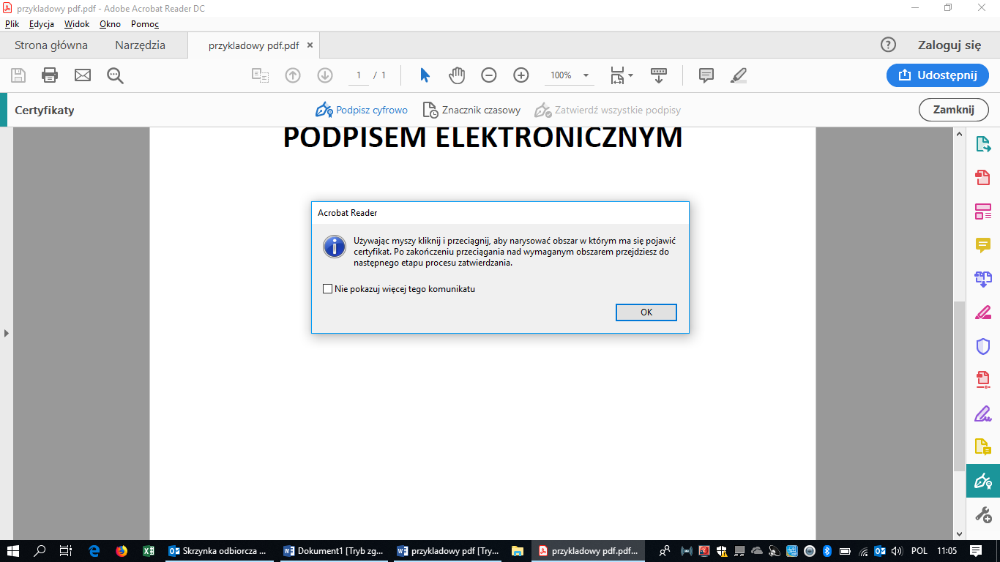 przykladowy pdf.pdf - Adobe Acrobat Reader DC
Plik Edycja Widok Okno Pomoc
Strona główna Narzędzia przykladowy pdf.pdf × ? Zaloguj się
1 / 1 100% Udostępnij
Certyfikaty Podpisz cyfrowo Znacznik czasowy Zatwierdź wszystkie podpisy Zamknij
PODPISEM ELEKTRONICZNYM
Acrobat Reader
Używając myszy kliknij i przeciągnij, aby narysować obszar w którym ma się pojawić
certyfikat. Po zakończeniu przeciągania nad wymaganym obszarem przejdziesz do
następnego etapu procesu zatwierdzania.
Nie pokazuj więcej tego komunikatu
OK
Skrzynka odbiorcza ... Dokument1 [Tryb zg... przykladowy pdf [Try... przykladowy pdf.pdf... POL 11:05